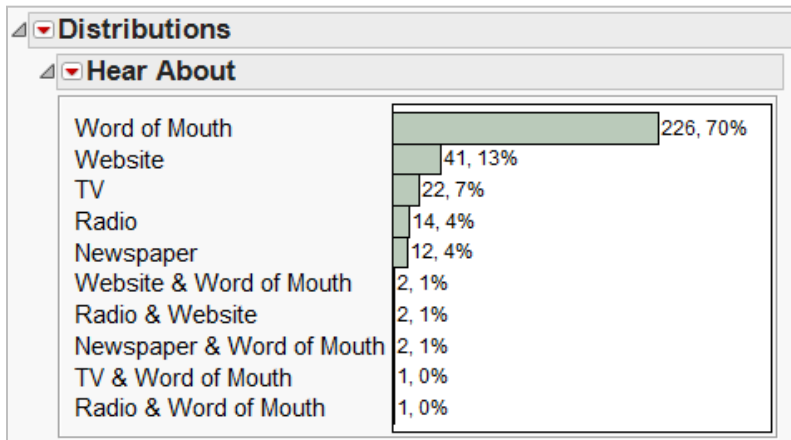 Distributions
Hear About
Word of Mouth 226, 70%
Website 41, 13%
TV 22, 7%
Radio 14, 4%
Newspaper 12, 4%
Website & Word of Mouth 2, 1%
Radio & Website 2, 1%
Newspaper & Word of Mouth 2, 1%
TV & Word of Mouth 1, 0%
Radio & Word of Mouth 1, 0%